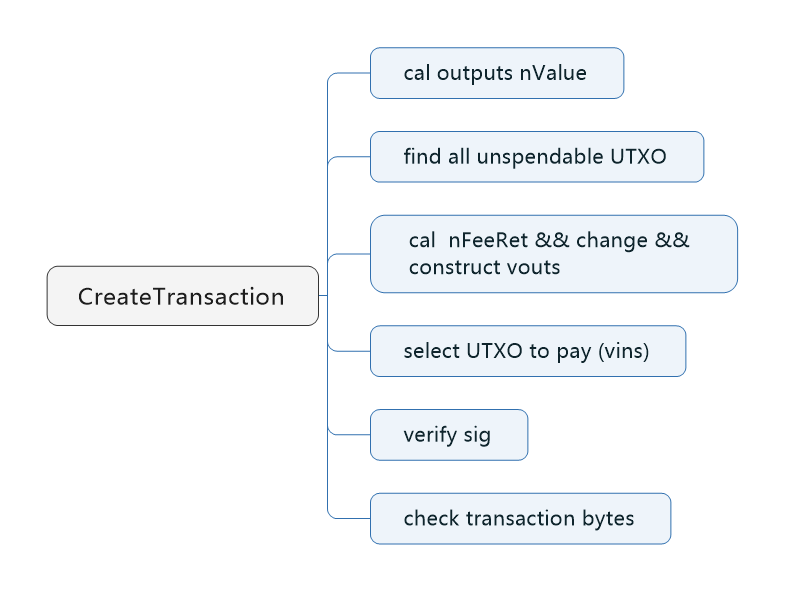 cal outputs nValue
find all unspendable UTXO
cal  nFeeRet && change &&
construct vouts
CreateTransaction
select UTXO to pay (vins)
verify sig
check transaction bytes